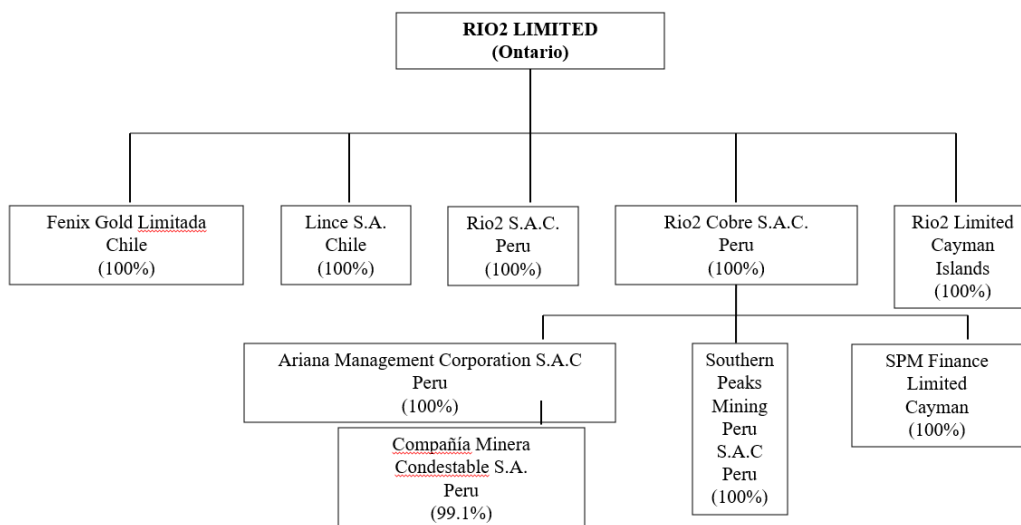 RIO2 LIMITED
(Ontario)
Fenix Gold Limitada
Chile
(100%)
Lince S.A.
Chile
(100%)
Rio2 S.A.C.
Peru
(100%)
Rio2 Cobre S.A.C.
Peru
(100%)
Rio2 Limited
Cayman
Islands
(100%)
Ariana Management Corporation S.A.C
Peru
(100%)
Southern
Peaks
Mining
Peru
S.A.C
Peru
(100%)
SPM Finance
Limited
Cayman
(100%)
Compañía Minera
Condestable S.A.
Peru
(99.1%)